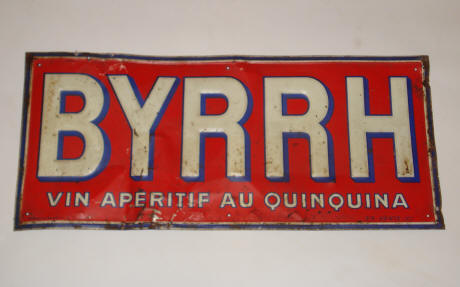 BYRRH
VIN APERITIF AU QUINQUINA